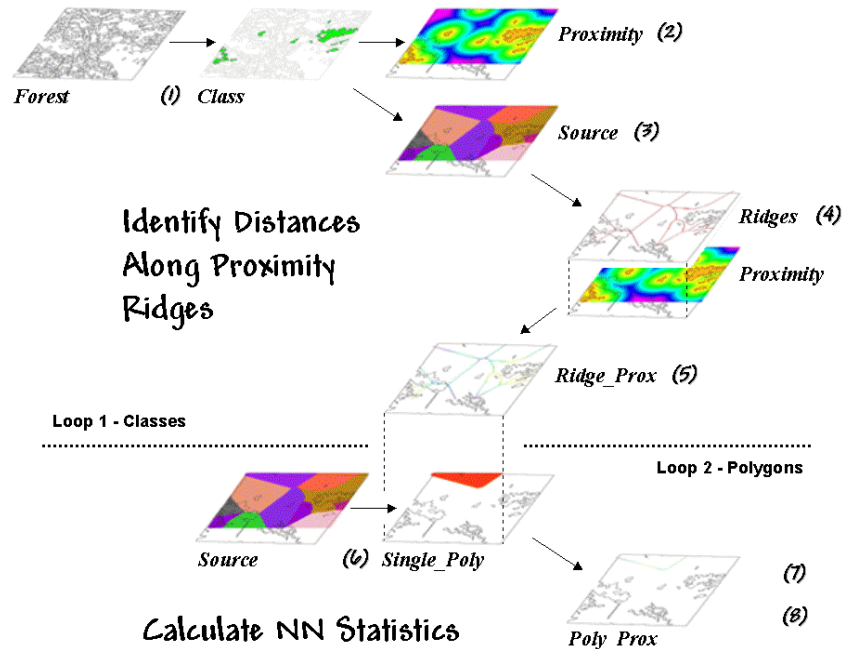 Proximity (2)
Forest (1) Class
Source (3)
Identify Distances
Along Proximity
Ridges
Ridges (4)
Proximity
Ridge_Prox (5)
Loop 1 - Classes
Loop 2 - Polygons
Source (6) Single_Poly
(7)
(8)
Calculate NN Statistics
Poly_Prox